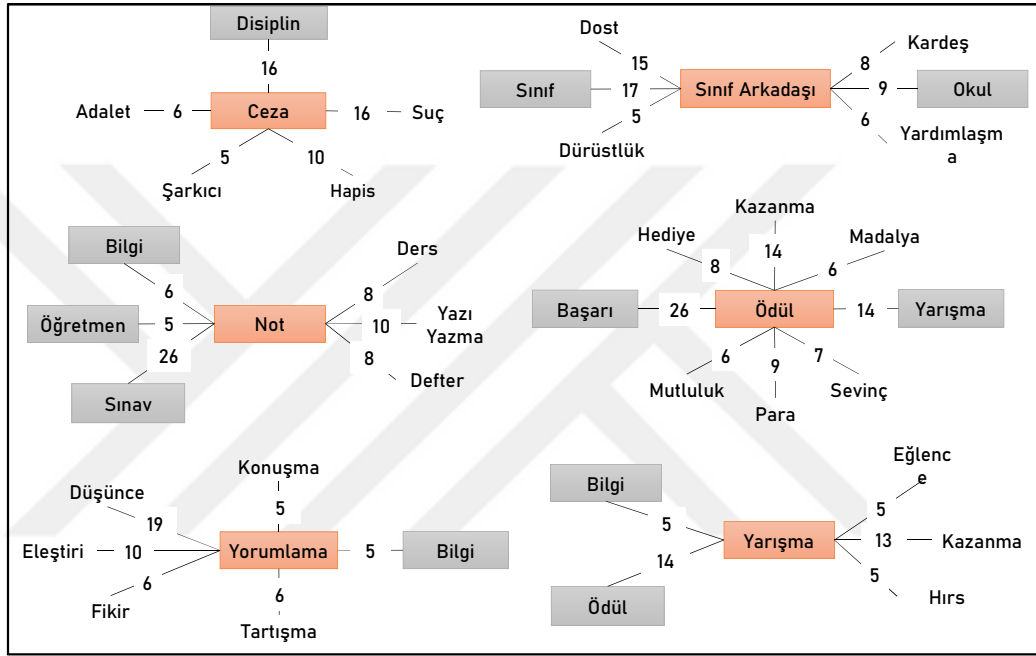 Disiplin
16
Adalet
6
Ceza
16
Suç
5
10
Şarkıcı
Hapis
Dost
Kardeş
15
8
Sınıf
17
Sınıf Arkadaşı
9
Okul
5
6
Dürüstlük
Yardımlaşm
a
Bilgi
Ders
6
8
Öğretmen
5
Not
10
Yazı
Yazma
26
8
Defter
Sınav
Kazanma
Hediye
14
Madalya
8
6
Başarı
26
Ödül
14
Yarışma
6
9
7
Mutluluk
Sevinç
Para
Konuşma
Düşünce
5
19
Eleştiri
10
Yorumlama
5
Bilgi
6
6
Fikir
Tartışma
Eğlenc
e
Bilgi
5
5
Yarışma
13
Kazanma
14
5
Ödül
Hırs